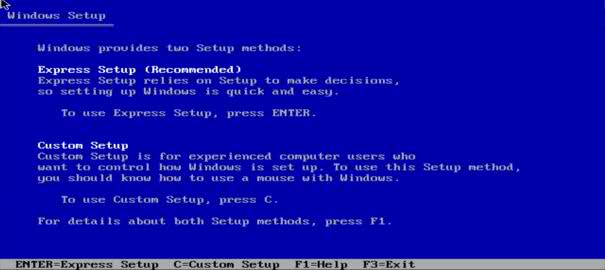 Windows Setup
Windows provides two Setup methods:
Express Setup (Recommended)
Express Setup relies on Setup to make decisions,
so setting up Windows is quick and easy.
To use Express Setup, press ENTER.
Custom Setup
Custom Setup is for experienced computer users who
want to control how Windows is set up. To use this Setup method,
you should know how to use a mouse with Windows.
To use Custom Setup, press C.
For details about both Setup methods, press F1.
ENTER=Express Setup  C=Custom Setup  F1=Help  F3=Exit